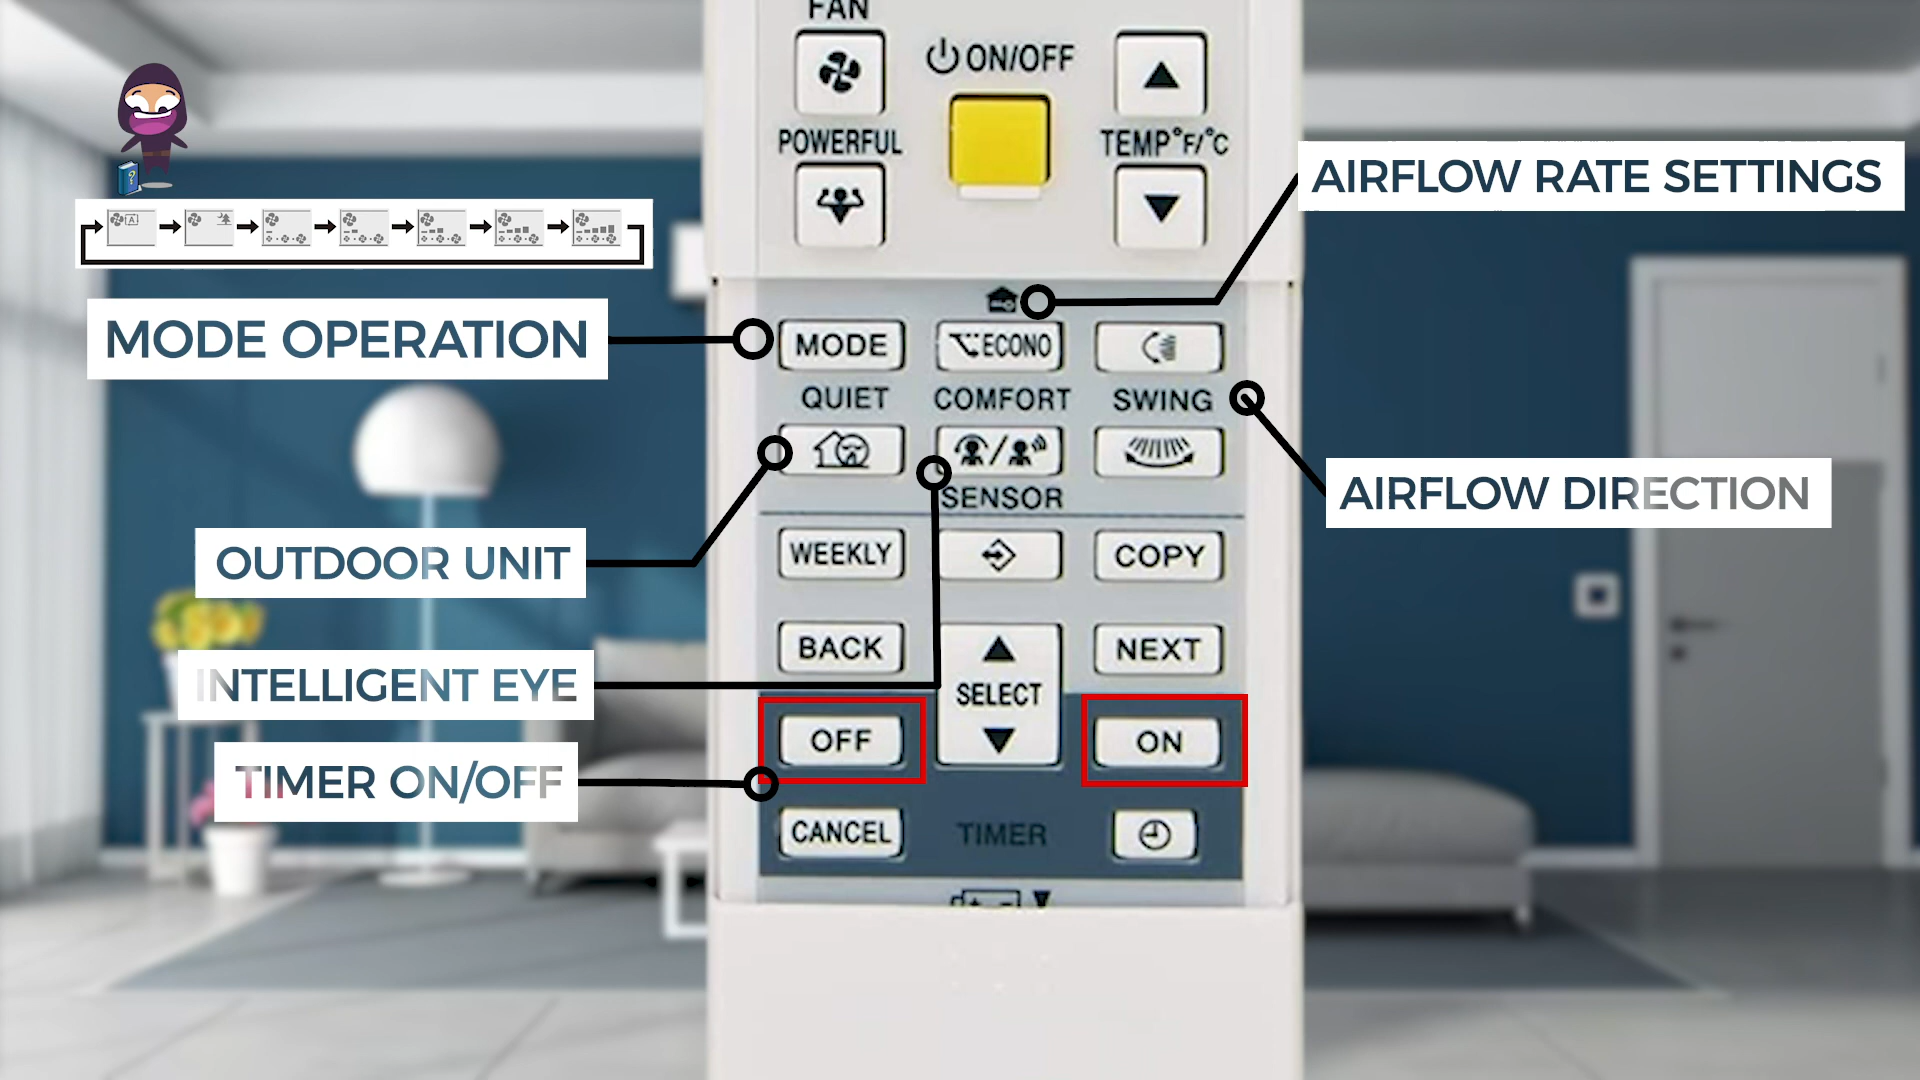 FAN
ON/OFF
POWERFUL
TEMP°F/°C
AIRFLOW RATE SETTINGS
A
MODE OPERATION
MODE
ECONO
QUIET
COMFORT
SWING
/
SENSOR
AIRFLOW DIRECTION
OUTDOOR UNIT
WEEKLY
COPY
BACK
NEXT
SELECT
INTELLIGENT EYE
OFF
ON
TIMER ON/OFF
CANCEL
TIMER